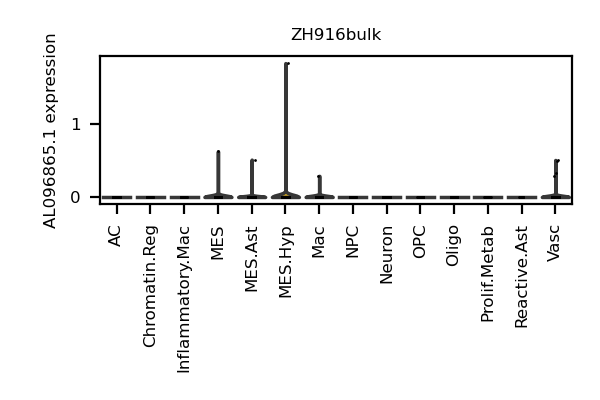 ZH916bulk
AL096865.1 expression
1
0
AC
Chromatin.Reg
Inflammatory.Mac
MES
MES.Ast
MES.Hyp
Mac
NPC
Neuron
OPC
Oligo
Prolif.Metab
Reactive.Ast
Vasc